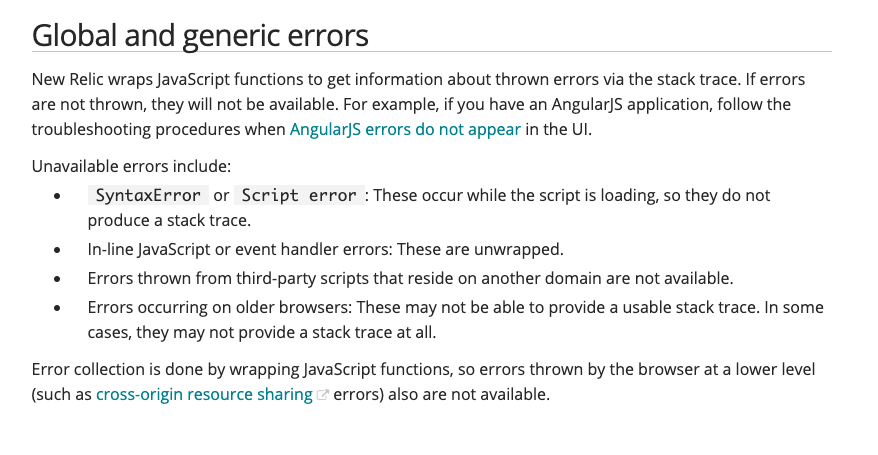 Global and generic errors
New Relic wraps JavaScript functions to get information about thrown errors via the stack trace. If errors
are not thrown, they will not be available. For example, if you have an AngularJS application, follow the
troubleshooting procedures when AngularJS errors do not appear in the UI.
Unavailable errors include:
• SyntaxError or Script error : These occur while the script is loading, so they do not
produce a stack trace.
• In-line JavaScript or event handler errors: These are unwrapped.
• Errors thrown from third-party scripts that reside on another domain are not available.
• Errors occurring on older browsers: These may not be able to provide a usable stack trace. In some
cases, they may not provide a stack trace at all.
Error collection is done by wrapping JavaScript functions, so errors thrown by the browser at a lower level
(such as cross-origin resource sharing errors) also are not available.